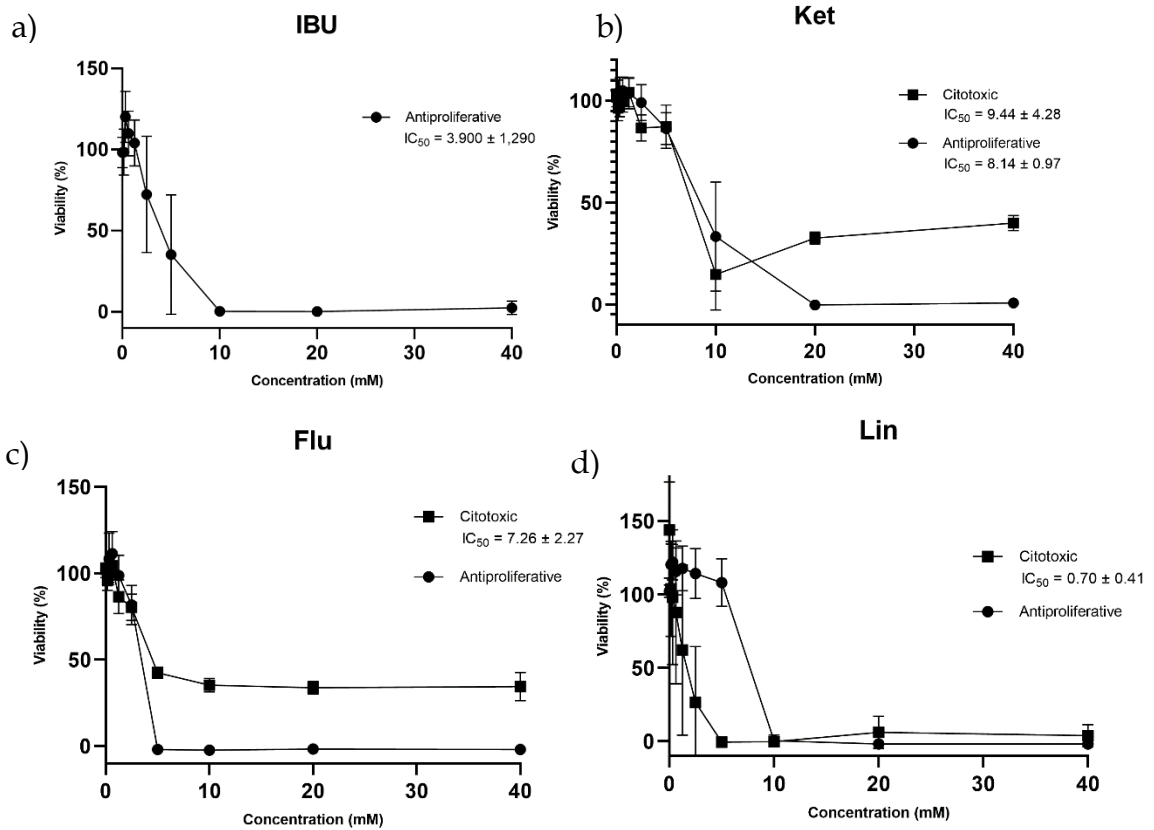 a)
IBU
150
100
50
0
Viability (%)
0 10 20 30 40
Concentration (mM)
Antiproliferative
IC50 = 3.900 ± 1,290
b)
Ket
100
50
0
Viability (%)
0 10 20 30 40
Concentration (mM)
Citotoxic
IC50 = 9.44 ± 4.28
Antiproliferative
IC50 = 8.14 ± 0.97
c)
Flu
150
100
50
0
Viability (%)
0 10 20 30 40
Concentration (mM)
Citotoxic
IC50 = 7.26 ± 2.27
Antiproliferative
d)
Lin
150
100
50
0
Viability (%)
0 10 20 30 40
Concentration (mM)
Citotoxic
IC50 = 0.70 ± 0.41
Antiproliferative